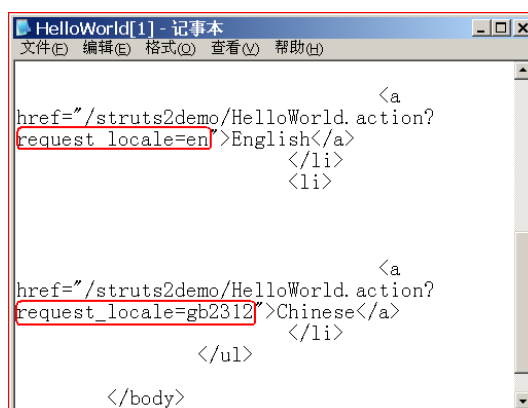 HelloWorld[1] - 记事本
文件(F) 编辑(E) 格式(O) 查看(V) 帮助(H)
<a
href="/struts2demo/HelloWorld.action?
request_locale=en">English</a>
</li>
<li>
<a
href="/struts2demo/HelloWorld.action?
request_locale=gb2312">Chinese</a>
</li>
</ul>
</body>